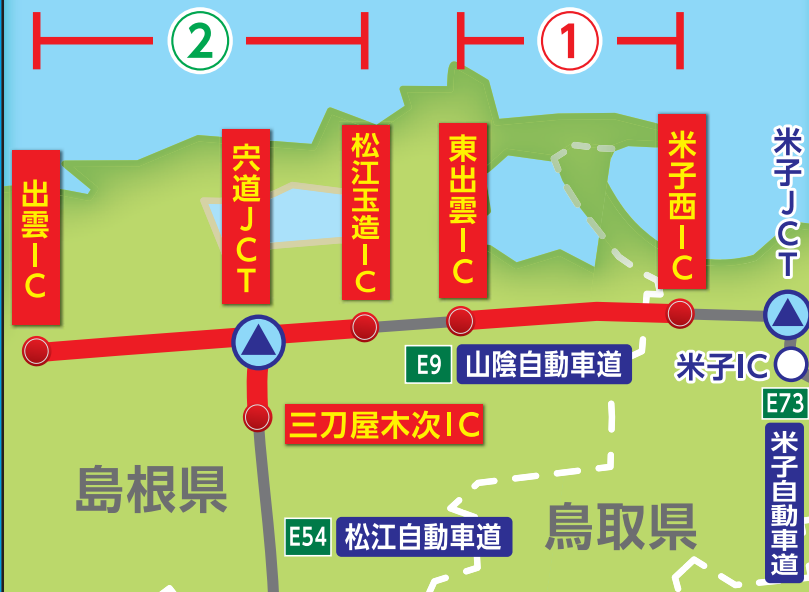 ②
①
出雲IC
宍道JCT
松江玉造IC
東出雲IC
米子西IC
米子JCT
E9 山陰自動車道
米子IC
E73
米子自動車道
三刀屋木次IC
島根県
鳥取県
E54 松江自動車道